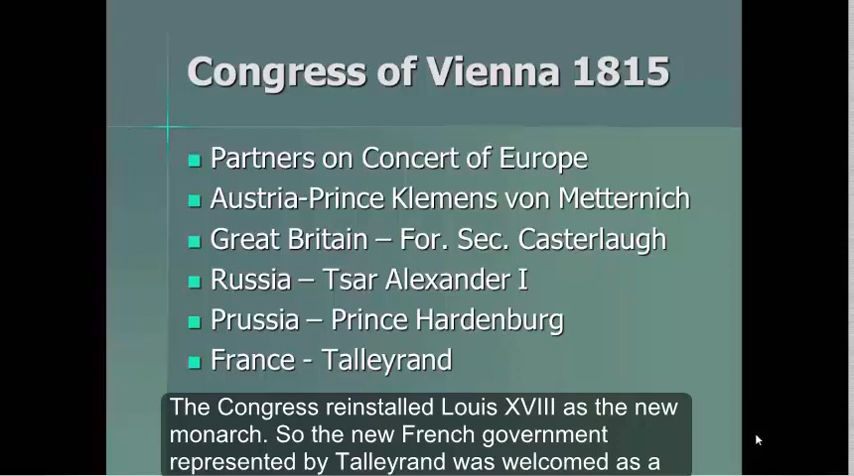 Congress of Vienna 1815
Partners on Concert of Europe
Austria-Prince Klemens von Metternich
Great Britain – For. Sec. Casterlaugh
Russia – Tsar Alexander I
Prussia – Prince Hardenburg
France - Talleyrand
The Congress reinstalled Louis XVIII as the new
monarch. So the new French government
represented by Talleyrand was welcomed as a